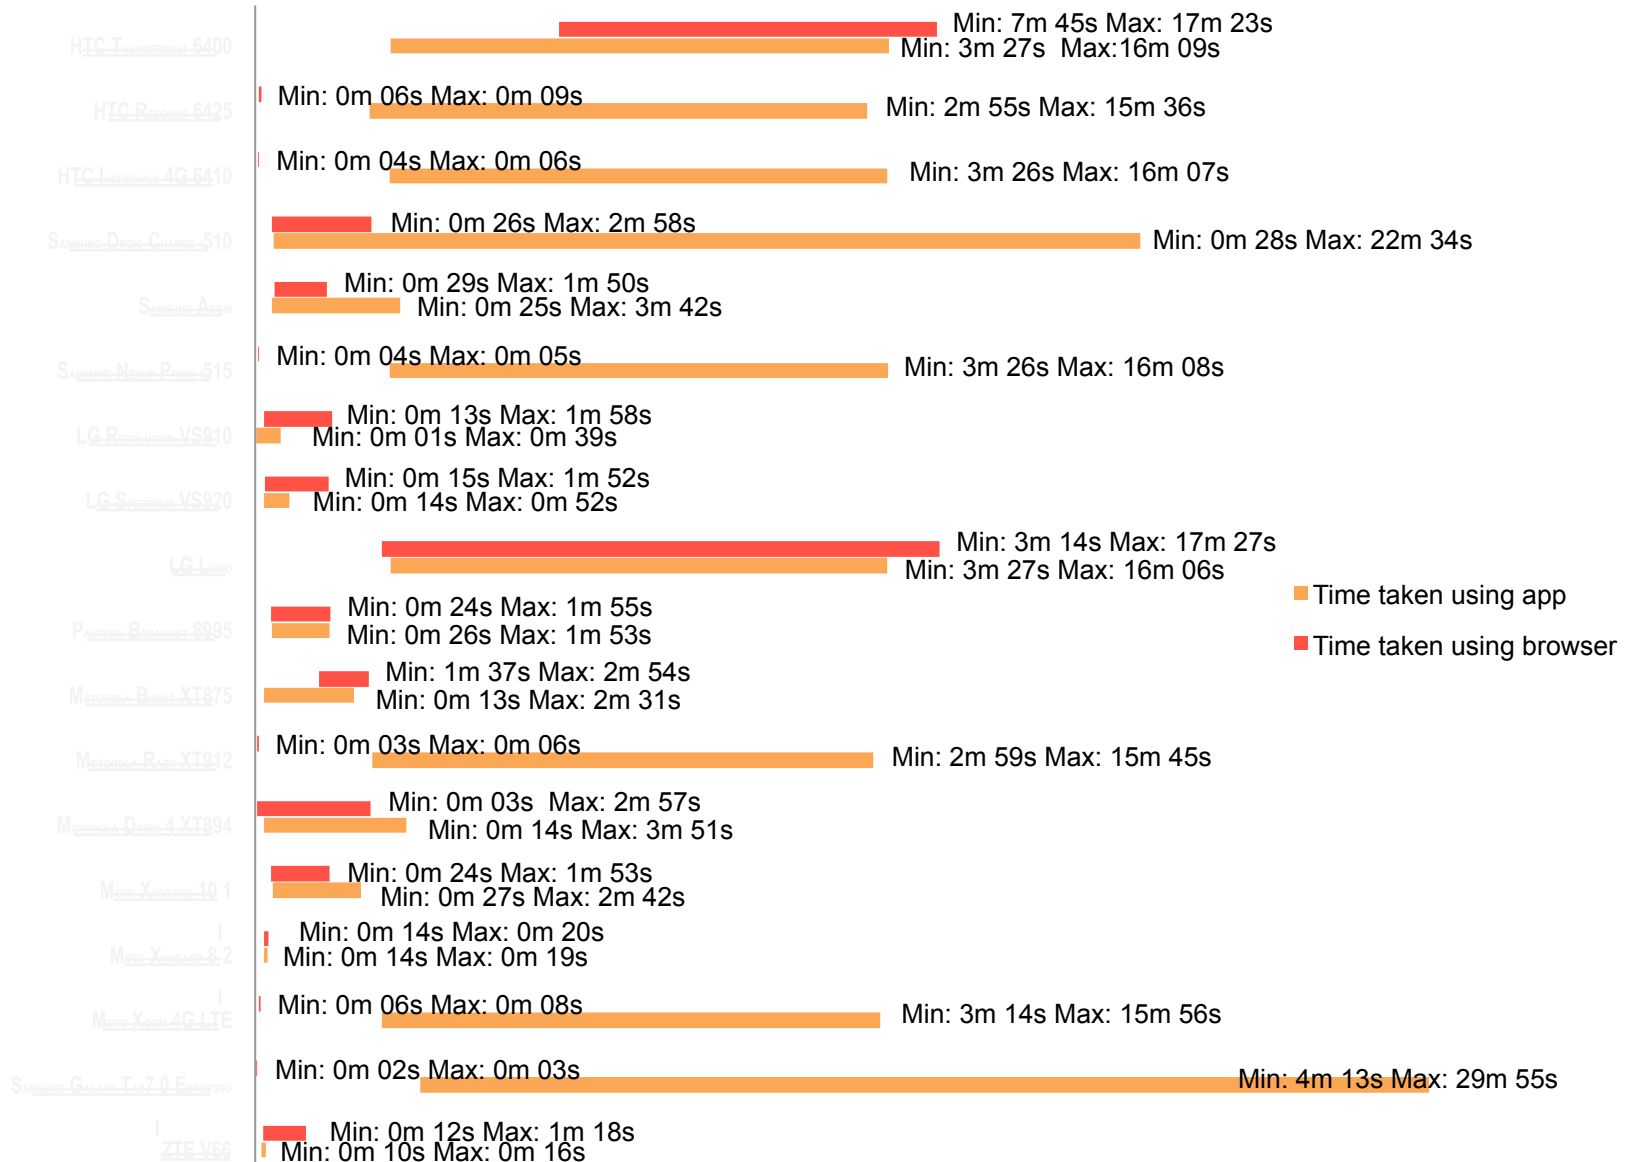 Min: 7m 45s Max: 17m 23s
HTC Thunderbolt 6400
Min: 3m 27s Max:16m 09s
Min: 0m 06s Max: 0m 09s
HTC Rezound 6425
Min: 2m 55s Max: 15m 36s
Min: 0m 04s Max: 0m 06s
HTC Incredible 4G 6410
Min: 3m 26s Max: 16m 07s
Min: 0m 26s Max: 2m 58s
Samsung Droid Charge i510
Min: 0m 28s Max: 22m 34s
Min: 0m 29s Max: 1m 50s
Samsung Aegis
Min: 0m 25s Max: 3m 42s
Min: 0m 04s Max: 0m 05s
Samsung Nerve Prime i515
Min: 3m 26s Max: 16m 08s
Min: 0m 13s Max: 1m 58s
LG Revolution VS910
Min: 0m 01s Max: 0m 39s
Min: 0m 15s Max: 1m 52s
LG Spectrum VS920
Min: 0m 14s Max: 0m 52s
Min: 3m 14s Max: 17m 27s
LG Lucid
Min: 3m 27s Max: 16m 06s
Time taken using app
Min: 0m 24s Max: 1m 55s
Pantech Breakout 8995
Min: 0m 26s Max: 1m 53s
Time taken using browser
Min: 1m 37s Max: 2m 54s
Motorola Bionic XT875
Min: 0m 13s Max: 2m 31s
Min: 0m 03s Max: 0m 06s
Motorola Razr XT912
Min: 2m 59s Max: 15m 45s
Min: 0m 03s Max: 2m 57s
Motorola Droid 4 XT894
Min: 0m 14s Max: 3m 51s
Min: 0m 24s Max: 1m 53s
Moto Xyboard 10 1
Min: 0m 27s Max: 2m 42s
Min: 0m 14s Max: 0m 20s
Moto Xyboard 8 2
Min: 0m 14s Max: 0m 19s
Min: 0m 06s Max: 0m 08s
Moto Xoom 4G LTE
Min: 3m 14s Max: 15m 56s
Min: 0m 02s Max: 0m 03s
Samsung Galaxy Tab7 0 Espresso
Min: 4m 13s Max: 29m 55s
Min: 0m 12s Max: 1m 18s
ZTE V66
Min: 0m 10s Max: 0m 16s